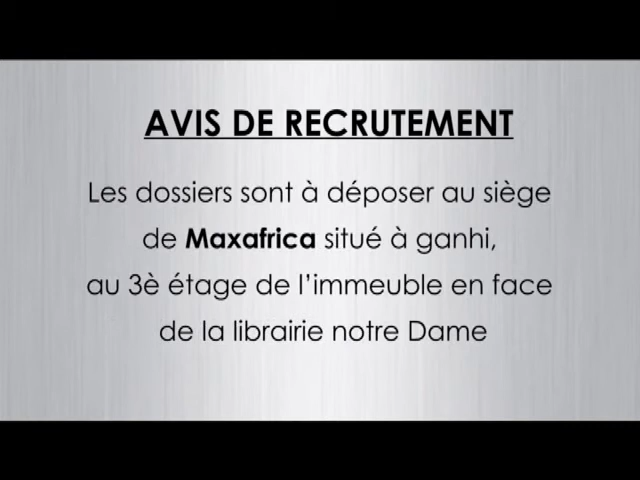 AVIS DE RECRUTEMENT
Les dossiers sont à déposer au siège
de Maxafrica situé à ganhi,
au 3è étage de l'immeuble en face
de la librairie notre Dame